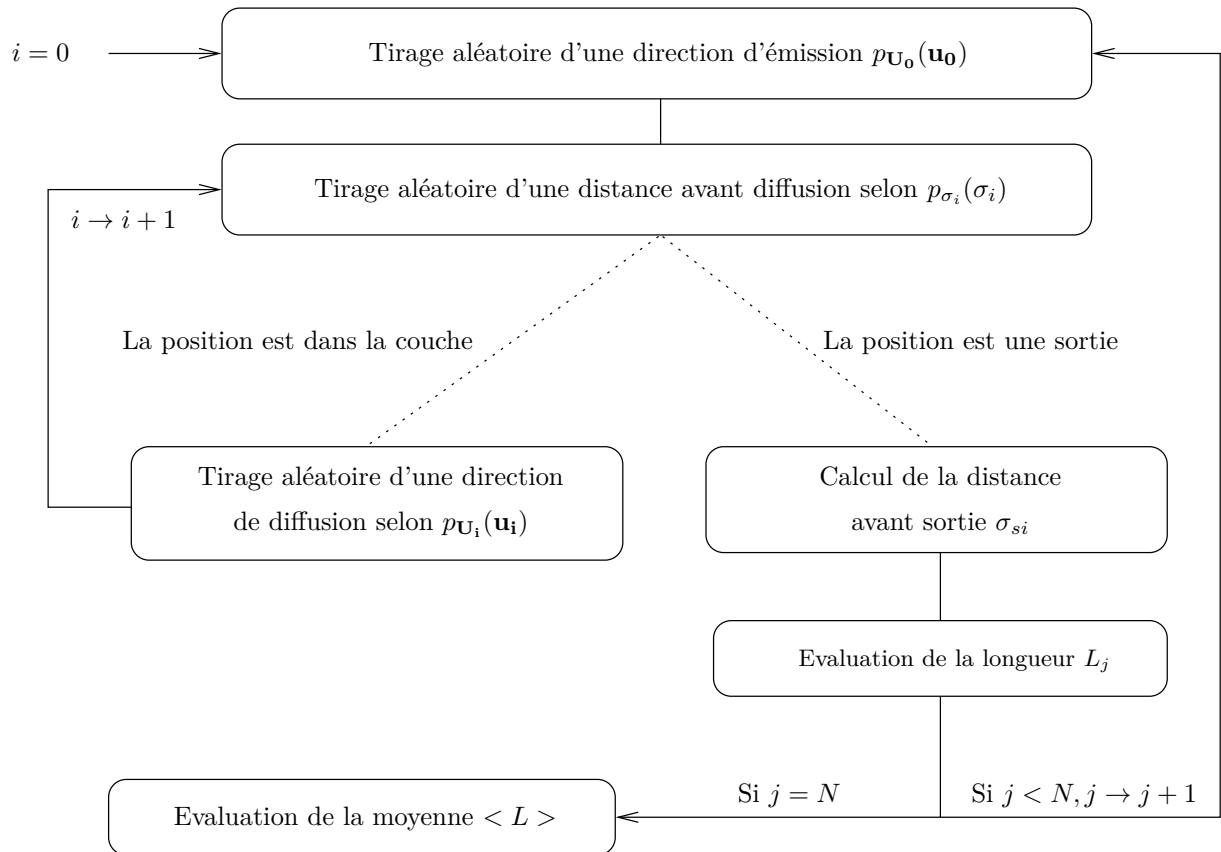 i = 0
Tirage aléatoire d'une direction d'émission p_{U_0}(u_0)
Tirage aléatoire d'une distance avant diffusion selon p_{σ_i}(σ_i)
i → i + 1
La position est dans la couche
La position est une sortie
Tirage aléatoire d'une direction
de diffusion selon p_{U_i}(u_i)
Calcul de la distance
avant sortie σ_{si}
Evaluation de la longueur L_j
Si j = N
Si j < N, j → j + 1
Evaluation de la moyenne < L >